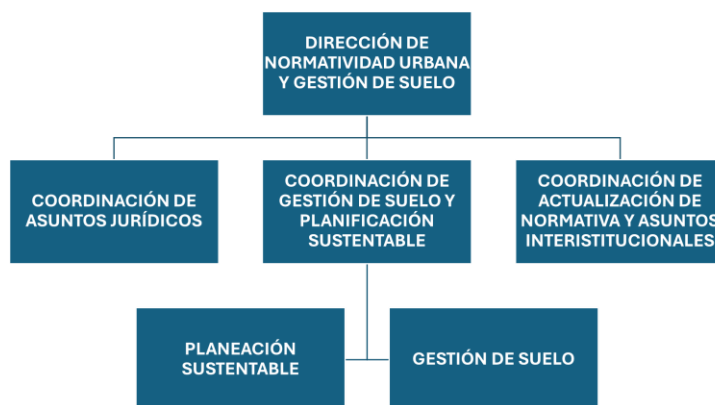 DIRECCIÓN DE
NORMATIVIDAD URBANA
Y GESTIÓN DE SUELO
COORDINACIÓN DE
ASUNTOS JURÍDICOS
COORDINACIÓN DE
GESTIÓN DE SUELO Y
PLANIFICACIÓN
SUSTENTABLE
COORDINACIÓN DE
ACTUALIZACIÓN DE
NORMATIVA Y ASUNTOS
INTERISTITUCIONALES
PLANEACIÓN
SUSTENTABLE
GESTIÓN DE SUELO